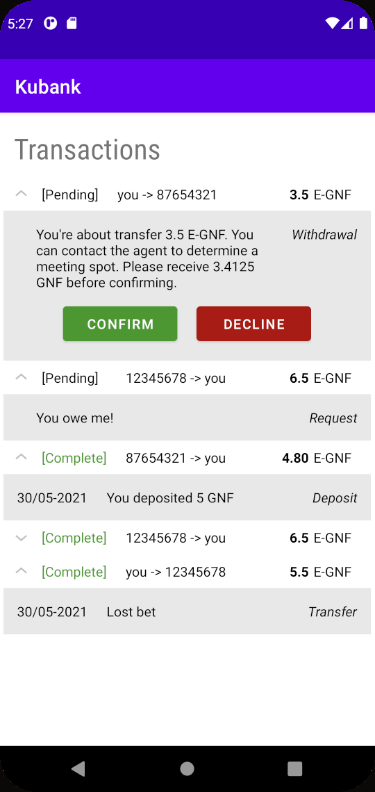 5:27
Kubank
Transactions
[Pending] you -> 87654321 3.5 E-GNF
You're about transfer 3.5 E-GNF. You Withdrawal
can contact the agent to determine a
meeting spot. Please receive 3.4125
GNF before confirming.
CONFIRM DECLINE
[Pending] 12345678 -> you 6.5 E-GNF
You owe me! Request
[Complete] 87654321 -> you 4.80 E-GNF
30/05-2021 You deposited 5 GNF Deposit
[Complete] 12345678 -> you 6.5 E-GNF
[Complete] you -> 12345678 5.5 E-GNF
30/05-2021 Lost bet Transfer